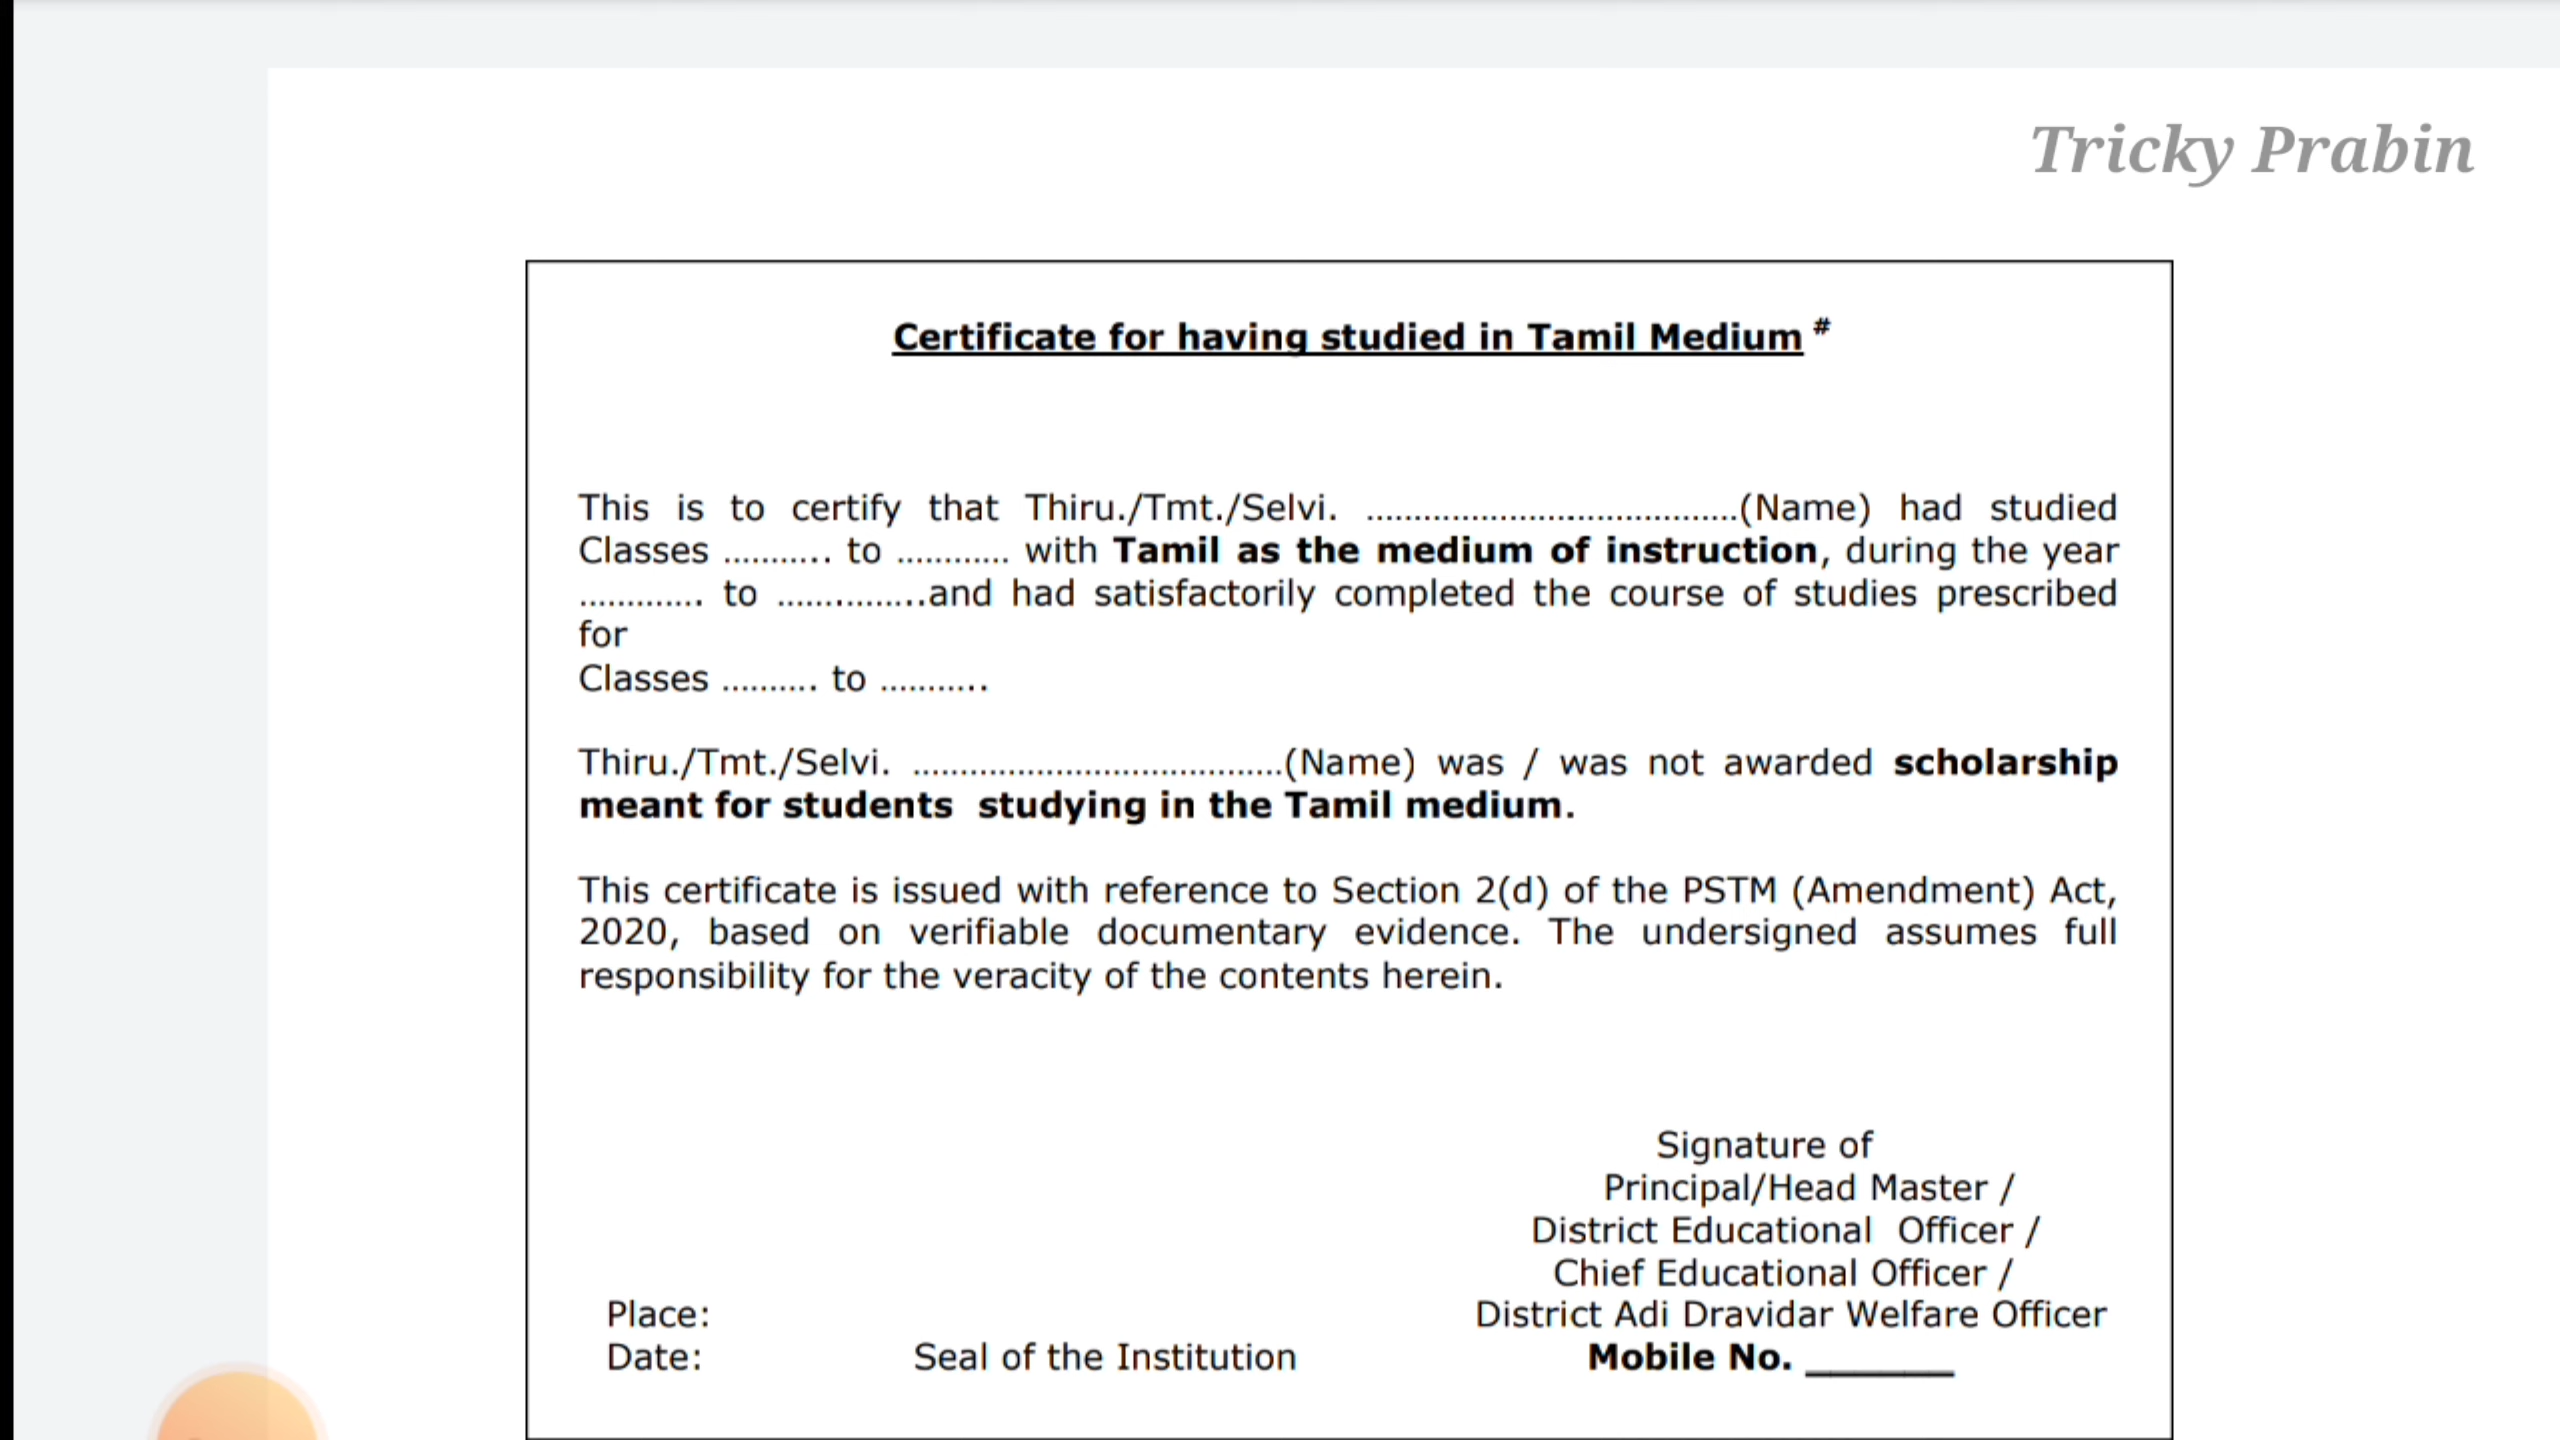 Tricky Prabin
Certificate for having studied in Tamil Medium #
This is to certify that Thiru./Tmt./Selvi. .......................................(Name) had studied
Classes ........... to ............ with Tamil as the medium of instruction, during the year
............. to ................and had satisfactorily completed the course of studies prescribed
for
Classes .......... to ...........
Thiru./Tmt./Selvi. .......................................(Name) was / was not awarded scholarship
meant for students studying in the Tamil medium.
This certificate is issued with reference to Section 2(d) of the PSTM (Amendment) Act,
2020, based on verifiable documentary evidence. The undersigned assumes full
responsibility for the veracity of the contents herein.
Signature of
Principal/Head Master /
District Educational Officer /
Chief Educational Officer /
Place: District Adi Dravidar Welfare Officer
Date: Seal of the Institution Mobile No. _______